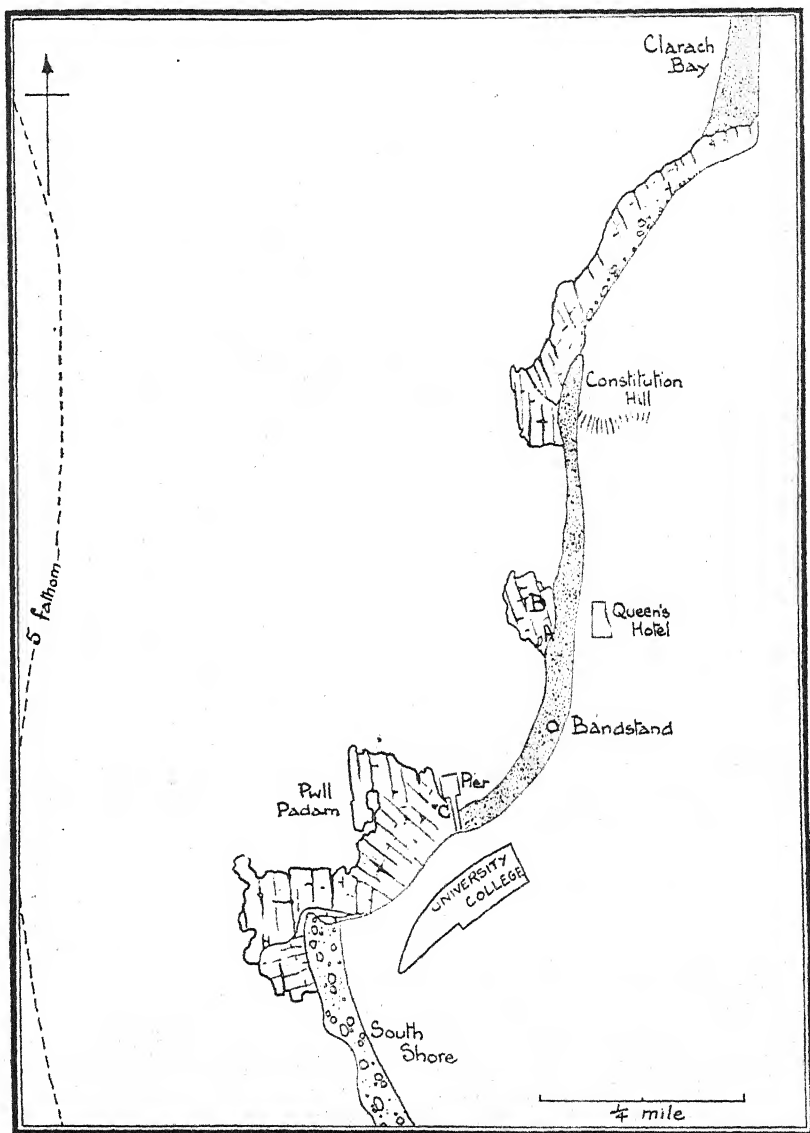 Clarach
Bay
Constitution
Hill
5 fathom
B
A
Queen's
Hotel
Bandstand
Pwll
Padarn
Pier
C
UNIVERSITY
COLLEGE
South
Shore
¼ mile